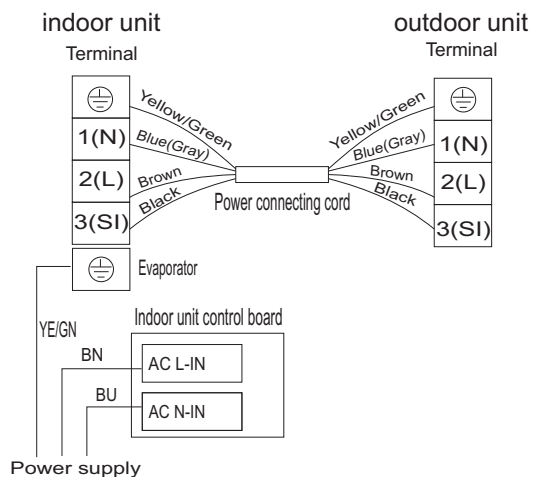 indoor unit
Terminal
outdoor unit
Terminal
Yellow/Green
1(N)
Blue(Gray)
2(L)
Brown
3(SI)
Black
Power connecting cord
Yellow/Green
1(N)
Blue(Gray)
2(L)
Brown
3(SI)
Black
Evaporator
YE/GN
Indoor unit control board
BN
AC L-IN
BU
AC N-IN
Power supply